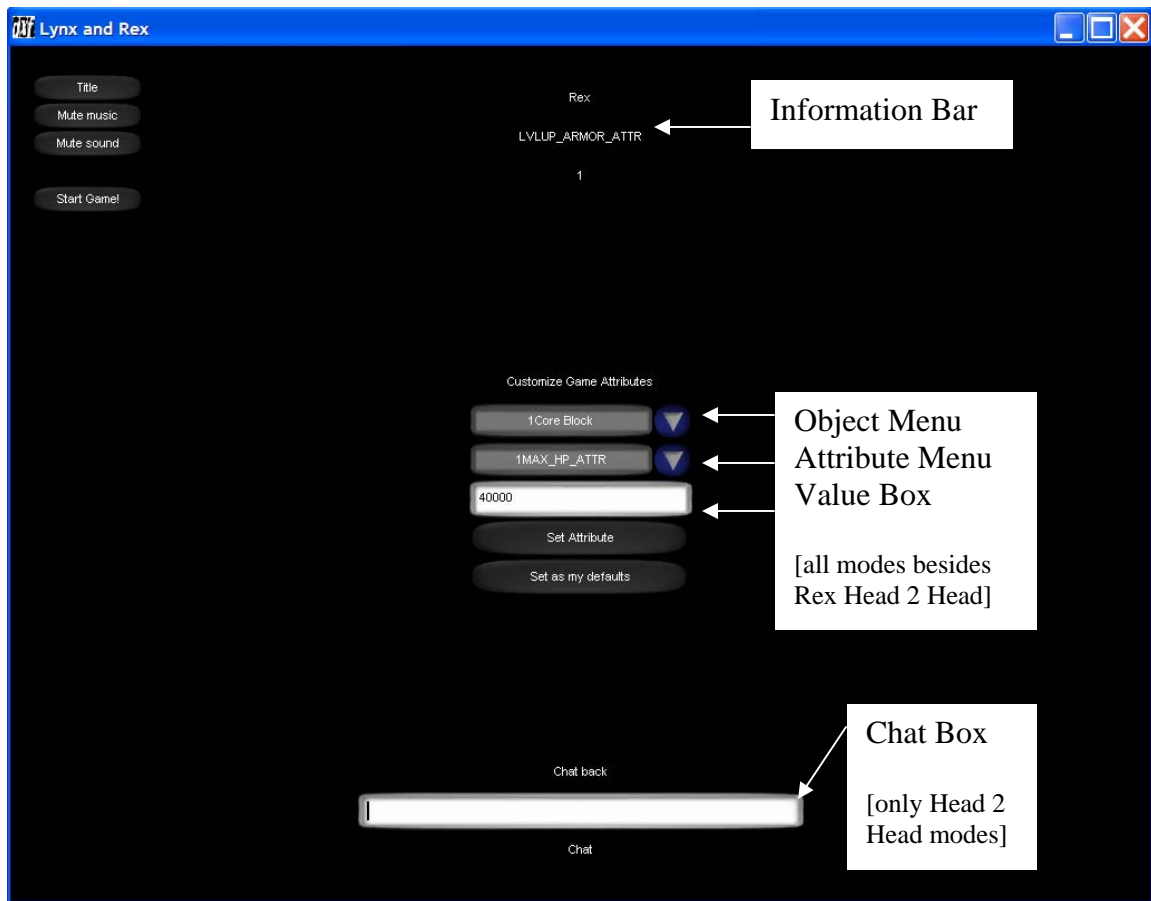 Lynx and Rex
Title
Mute music
Mute sound
Start Game!
Rex
LVLUP_ARMOR_ATTR
1
Information Bar
Customize Game Attributes
1Core Block
1MAX_HP_ATTR
40000
Set Attribute
Set as my defaults
Object Menu
Attribute Menu
Value Box
[all modes besides
Rex Head 2 Head]
Chat back
Chat
Chat Box
[only Head 2
Head modes]